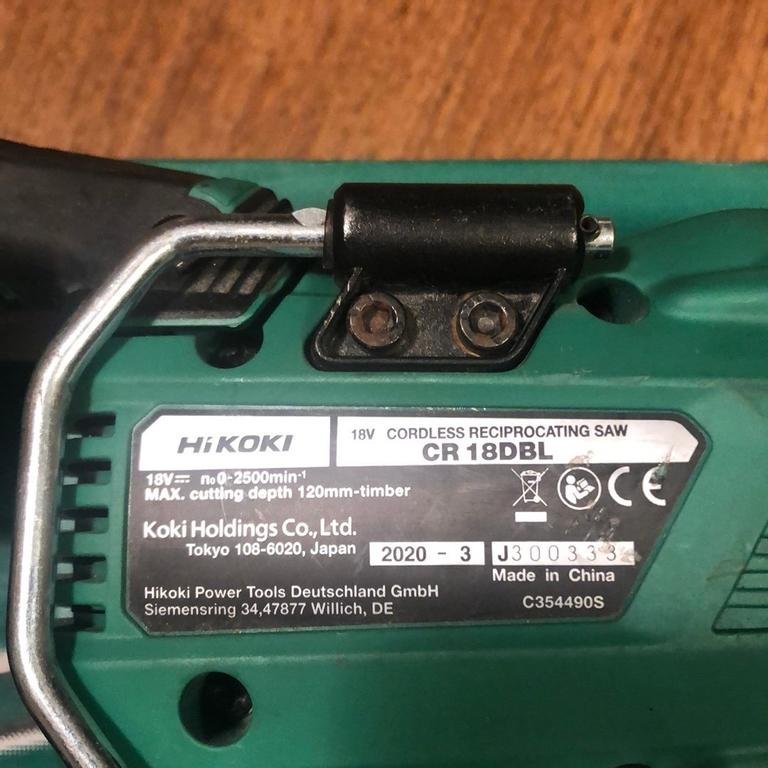 HiKOKI
18V CORDLESS RECIPROCATING SAW
CR 18DBL
18V⎓ n₀0-2500min-¹
MAX. cutting depth 120mm-timber
CE
Koki Holdings Co.,Ltd.
Tokyo 108-6020, Japan
2020 - 3 J300333
Made in China
Hikoki Power Tools Deutschland GmbH
Siemensring 34,47877 Willich, DE
C354490S